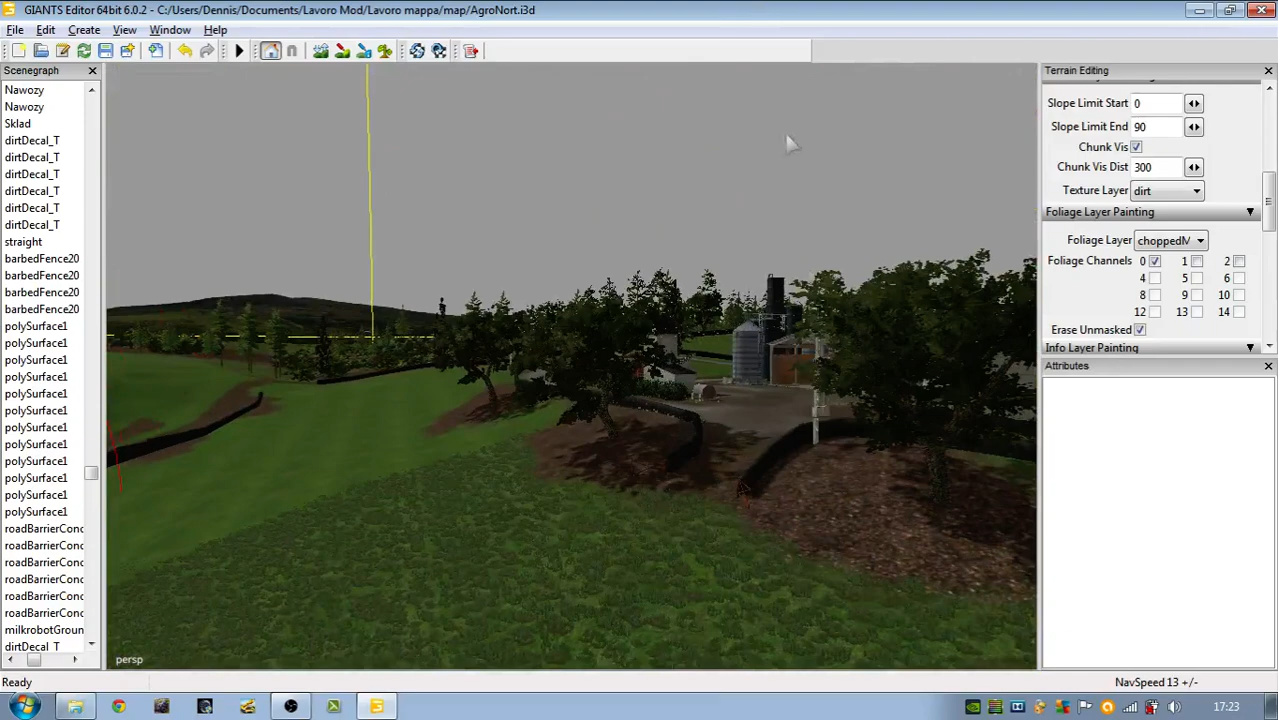 GIANTS Editor 64bit 6.0.2 - C:/Users/Dennis/Documents/Lavoro Mod/Lavoro mappa/map/AgroNort.i3d
File Edit Create View Window Help
Scenegraph
Nawozy
Nawozy
Sklad
dirtDecal_T
dirtDecal_T
dirtDecal_T
dirtDecal_T
dirtDecal_T
dirtDecal_T
straight
barbedFence20
barbedFence20
barbedFence20
barbedFence20
polySurface1
polySurface1
polySurface1
polySurface1
polySurface1
polySurface1
polySurface1
polySurface1
polySurface1
polySurface1
polySurface1
polySurface1
roadBarrierConc
roadBarrierConc
roadBarrierConc
roadBarrierConc
roadBarrierConc
roadBarrierConc
milkrobotGroun
dirtDecal_T
persp
Terrain Editing
Slope Limit Start 0
Slope Limit End 90
Chunk Vis
Chunk Vis Dist 300
Texture Layer dirt
Foliage Layer Painting
Foliage Layer choppedM
Foliage Channels 0 1 2
4 5 6
8 9 10
12 13 14
Erase Unmasked
Info Layer Painting
Attributes
Ready
NavSpeed 13 +/-
17:23